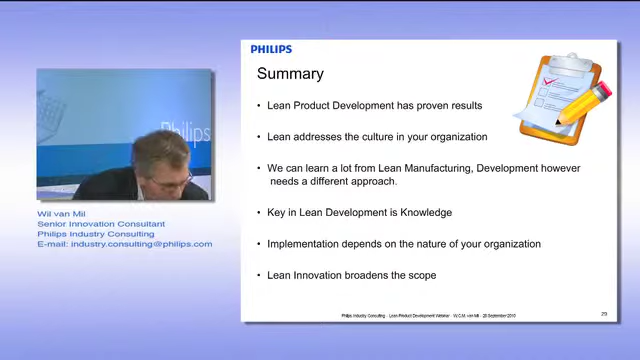 Philips
Wil van Mil
Senior Innovation Consultant
Philips Industry Consulting
E-mail: industry.consulting@philips.com
PHILIPS
Summary
• Lean Product Development has proven results
• Lean addresses the culture in your organization
• We can learn a lot from Lean Manufacturing, Development however
needs a different approach.
• Key in Lean Development is Knowledge
• Implementation depends on the nature of your organization
• Lean Innovation broadens the scope
Philips Industry Consulting - Lean Product Development Webinar - W.C.M. van Mil - 28 September 2010
29